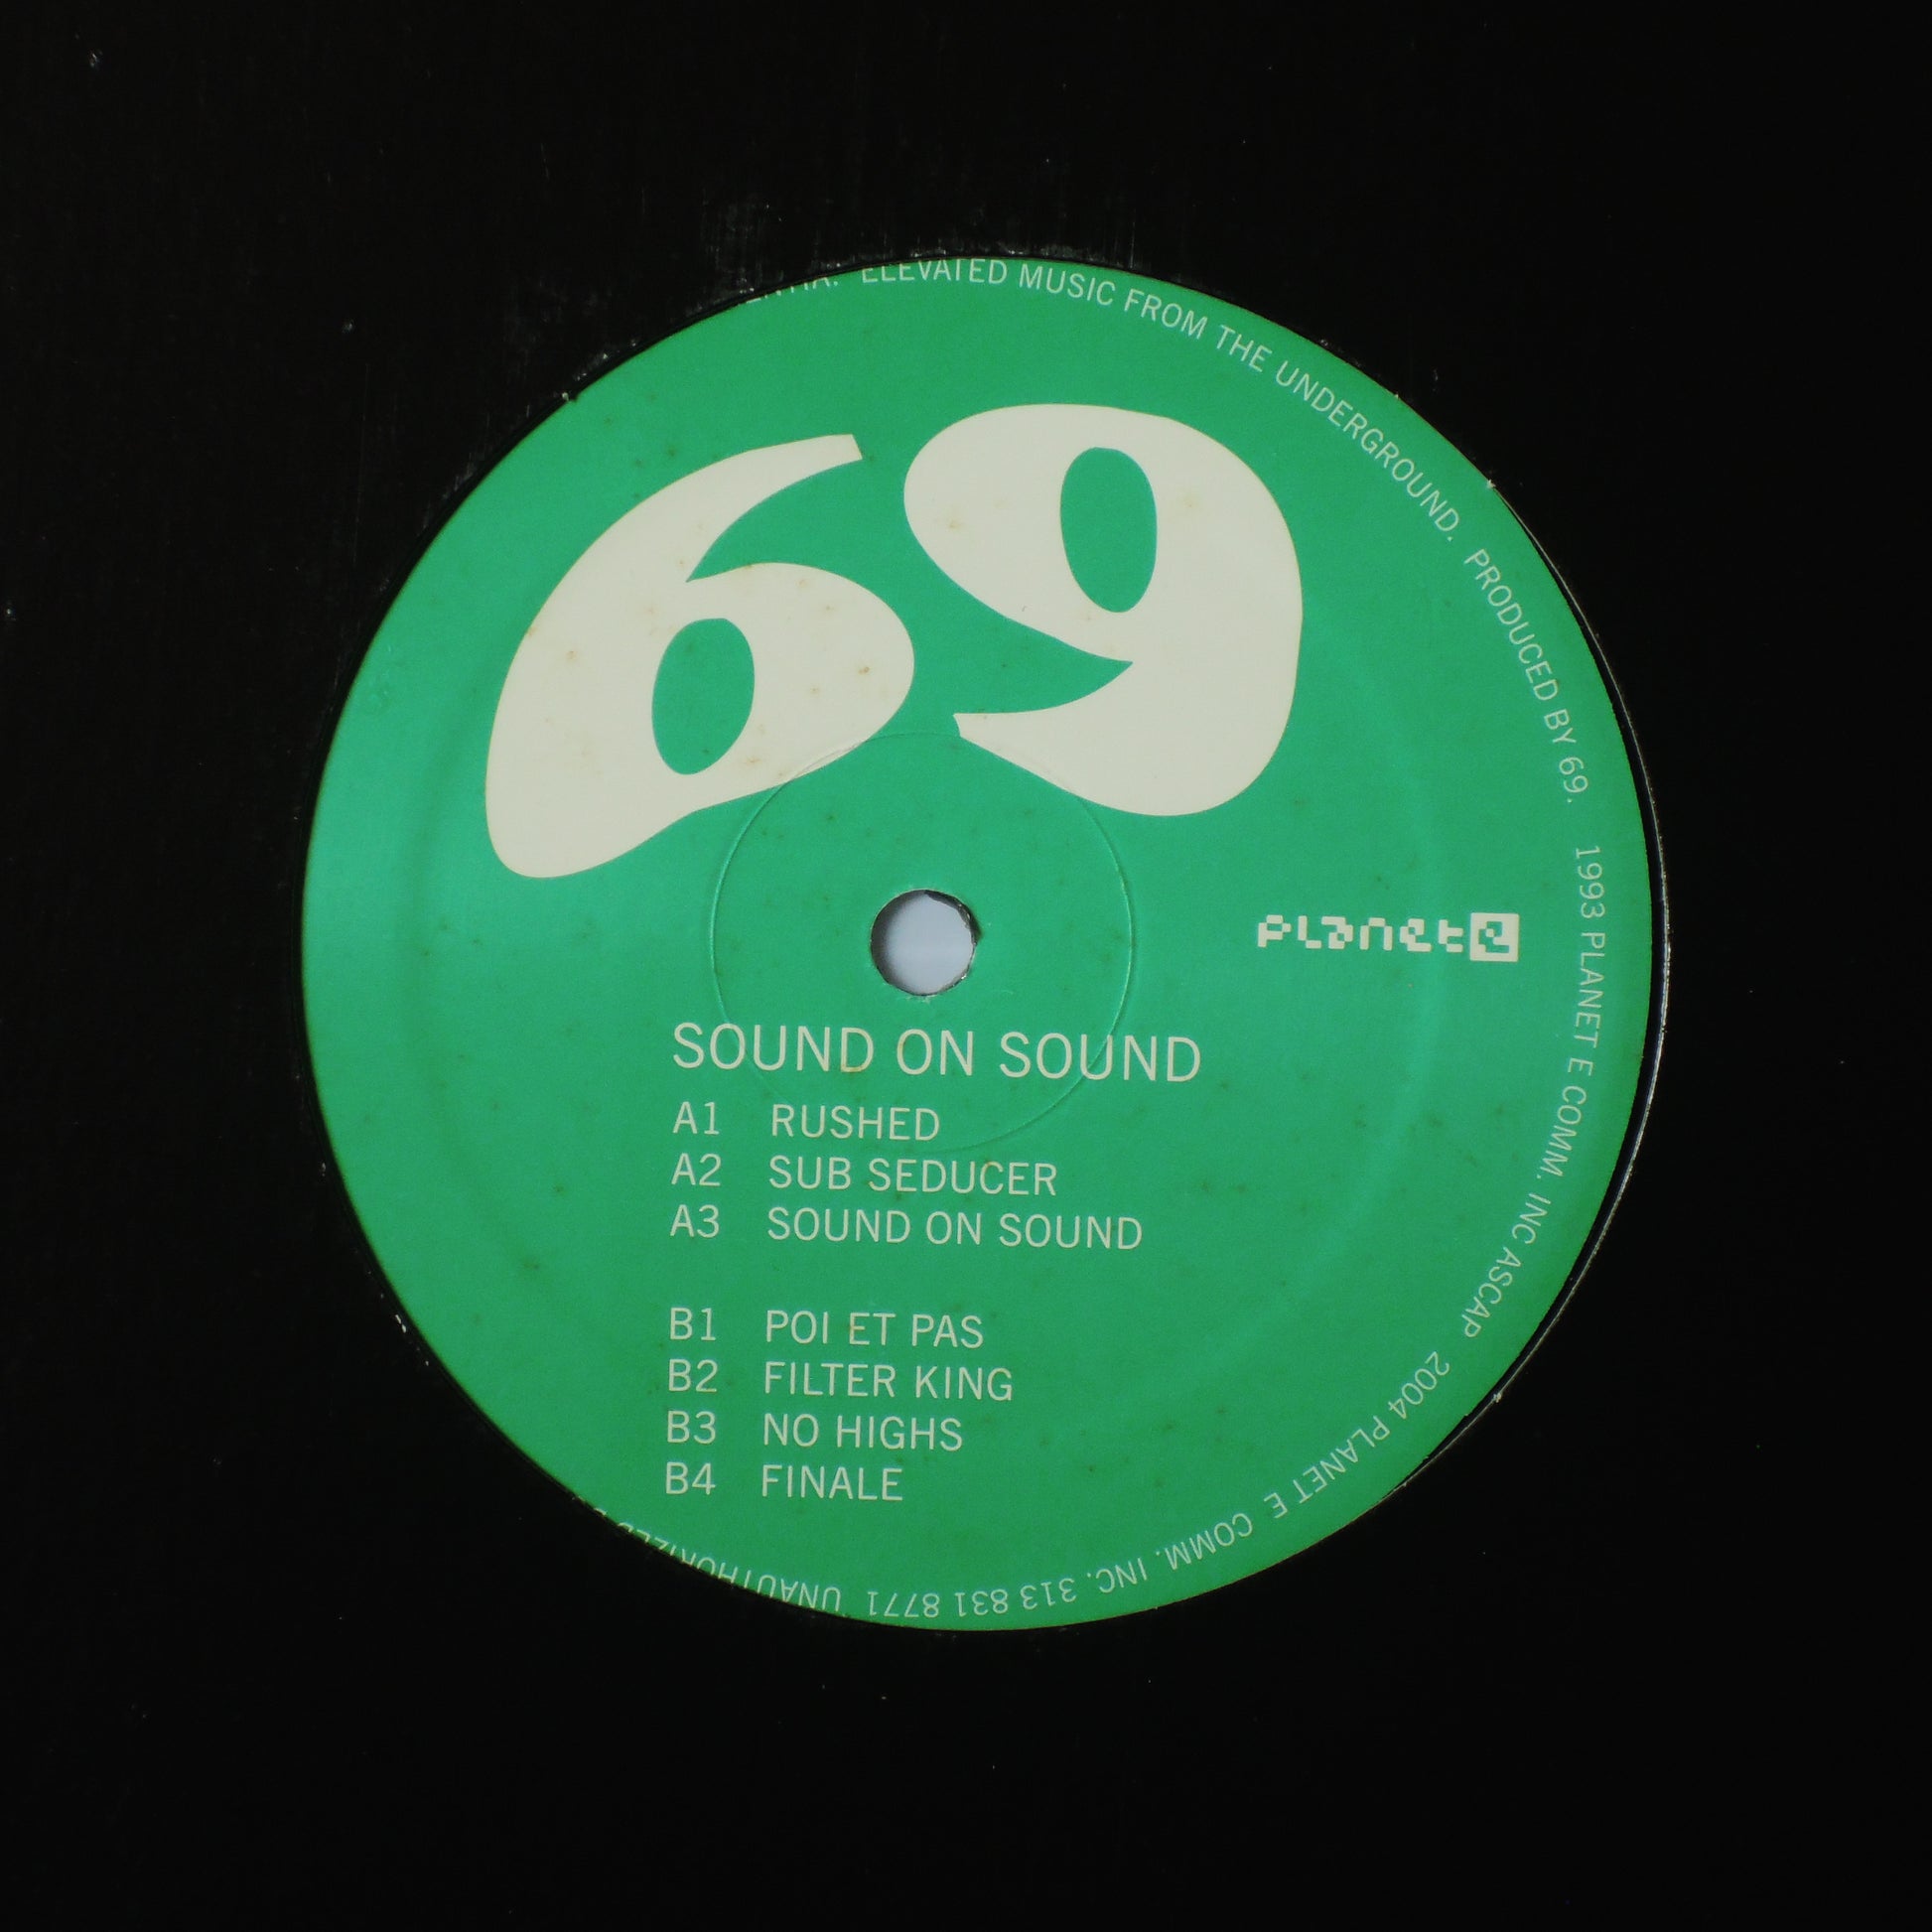 ELEVATED MUSIC FROM THE UNDERGROUND. PRODUCED BY 69. 1993 PLANET E COMM. INC ASCAP 2004 PLANET E COMM. INC. 313 831 8771 UNAUTHORIZED
69
planet e
SOUND ON SOUND
A1 RUSHED
A2 SUB SEDUCER
A3 SOUND ON SOUND
B1 POI ET PAS
B2 FILTER KING
B3 NO HIGHS
B4 FINALE